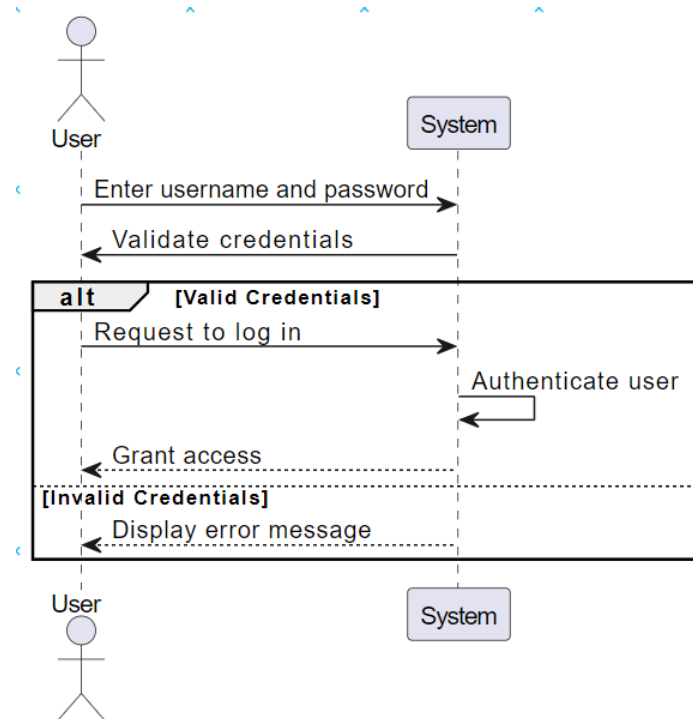 User
System
Enter username and password
Validate credentials
alt [Valid Credentials]
Request to log in
Authenticate user
Grant access
[Invalid Credentials]
Display error message
User
System